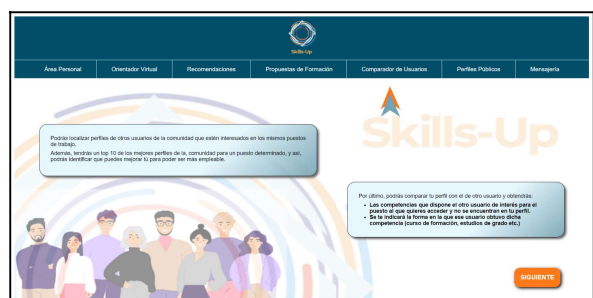 Skills-Up
Área Personal
Orientador Virtual
Recomendaciones
Propuestas de Formación
Comparador de Usuarios
Perfiles Públicos
Mensajería
Skills-Up
Podrás localizar perfiles de otros usuarios de la comunidad que estén interesados en los mismos puestos
de trabajo.
Además, tendrás un top 10 de los mejores perfiles de la, comunidad para un puesto determinado, y así,
podrás identificar que puedes mejorar tú para poder ser más empleable.
Por último, podrás comparar tu perfil con el de otro usuario y obtendrás:
• Las competencias que dispone el otro usuario de interés para el
puesto al que quieres acceder y no se encuentran en tu perfil.
• Se te indicará la forma en la que ese usuario obtuvo dicha
competencia (curso de formación, estudios de grado etc.)
SIGUIENTE